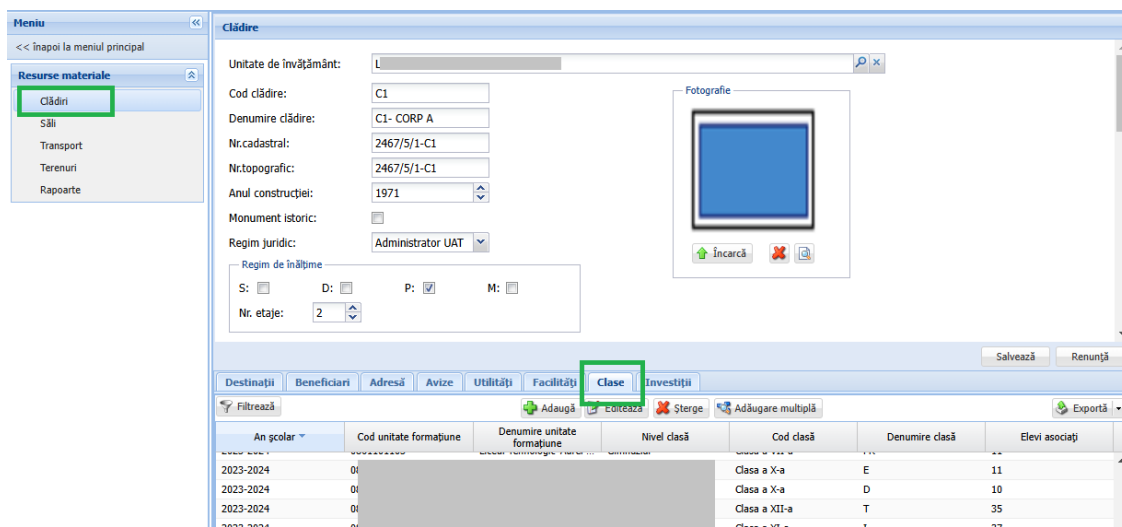 Meniu
<< înapoi la meniul principal
Resurse materiale
Clădiri
Săli
Transport
Terenuri
Rapoarte
Clădire
Unitate de învățământ: L
Cod clădire: C1
Denumire clădire: C1- CORP A
Nr.cadastral: 2467/5/1-C1
Nr.topografic: 2467/5/1-C1
Anul construcției: 1971
Monument istoric:
Regim juridic: Administrator UAT
Regim de înălțime
S: D: P: M:
Nr. etaje: 2
Fotografie
Încarcă
Salvează Renunță
Destinații Beneficiari Adresă Avize Utilități Facilități Clase Investiții
Filtrează Adaugă Editează Șterge Adăugare multiplă Exportă
An școlar Cod unitate formațiune Denumire unitate formațiune Nivel clasă Cod clasă Denumire clasă Elevi asociați
2023-2024 08 Clasa a X-a E 11
2023-2024 08 Clasa a X-a D 10
2023-2024 08 Clasa a XII-a T 35